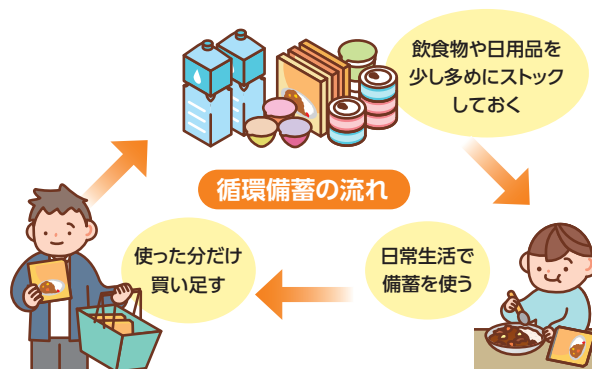 飲食物や日用品を
少し多めにストック
しておく
循環備蓄の流れ
日常生活で
備蓄を使う
使った分だけ
買い足す